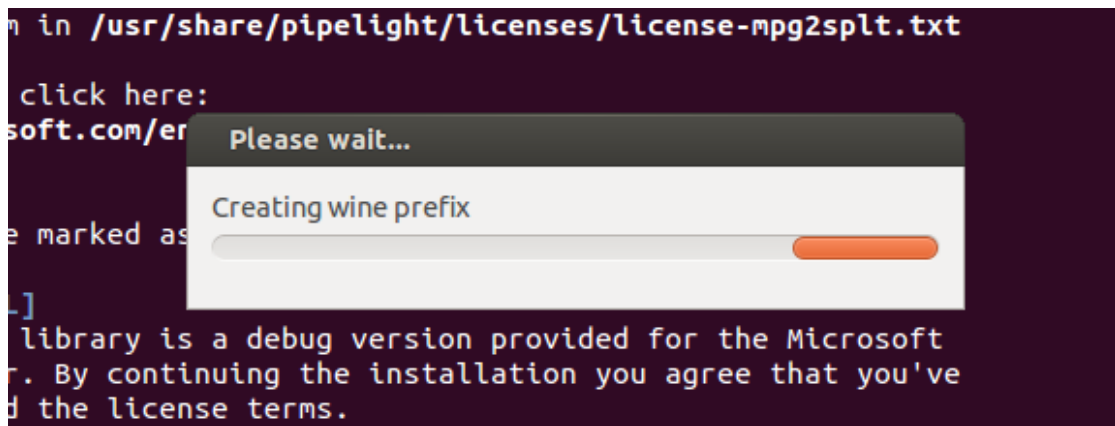 in /usr/share/pipelight/licenses/license-mpg2splt.txt
click here:
soft.com/en
Please wait...
Creating wine prefix
marked as
L]
library is a debug version provided for the Microsoft
r. By continuing the installation you agree that you've
the license terms.